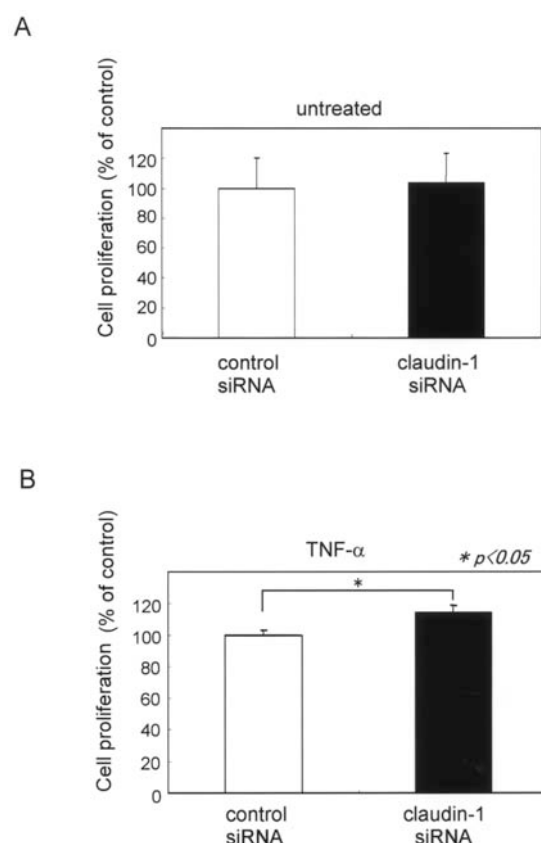 A
untreated
Cell proliferation (% of control)
120
100
80
60
40
20
0
control
siRNA
claudin-1
siRNA
B
TNF-α
* p<0.05
*
Cell proliferation (% of control)
120
100
80
60
40
20
0
control
siRNA
claudin-1
siRNA